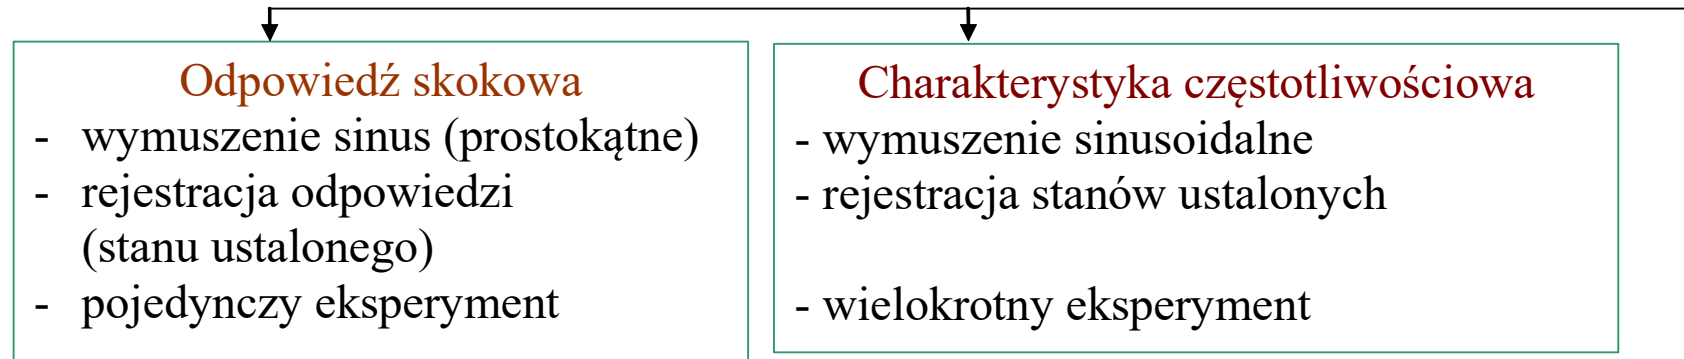 Odpowiedź skokowa
- wymuszenie sinus (prostokątne)
- rejestracja odpowiedzi
(stanu ustalonego)
- pojedynczy eksperyment
Charakterystyka częstotliwościowa
- wymuszenie sinusoidalne
- rejestracja stanów ustalonych
- wielokrotny eksperyment